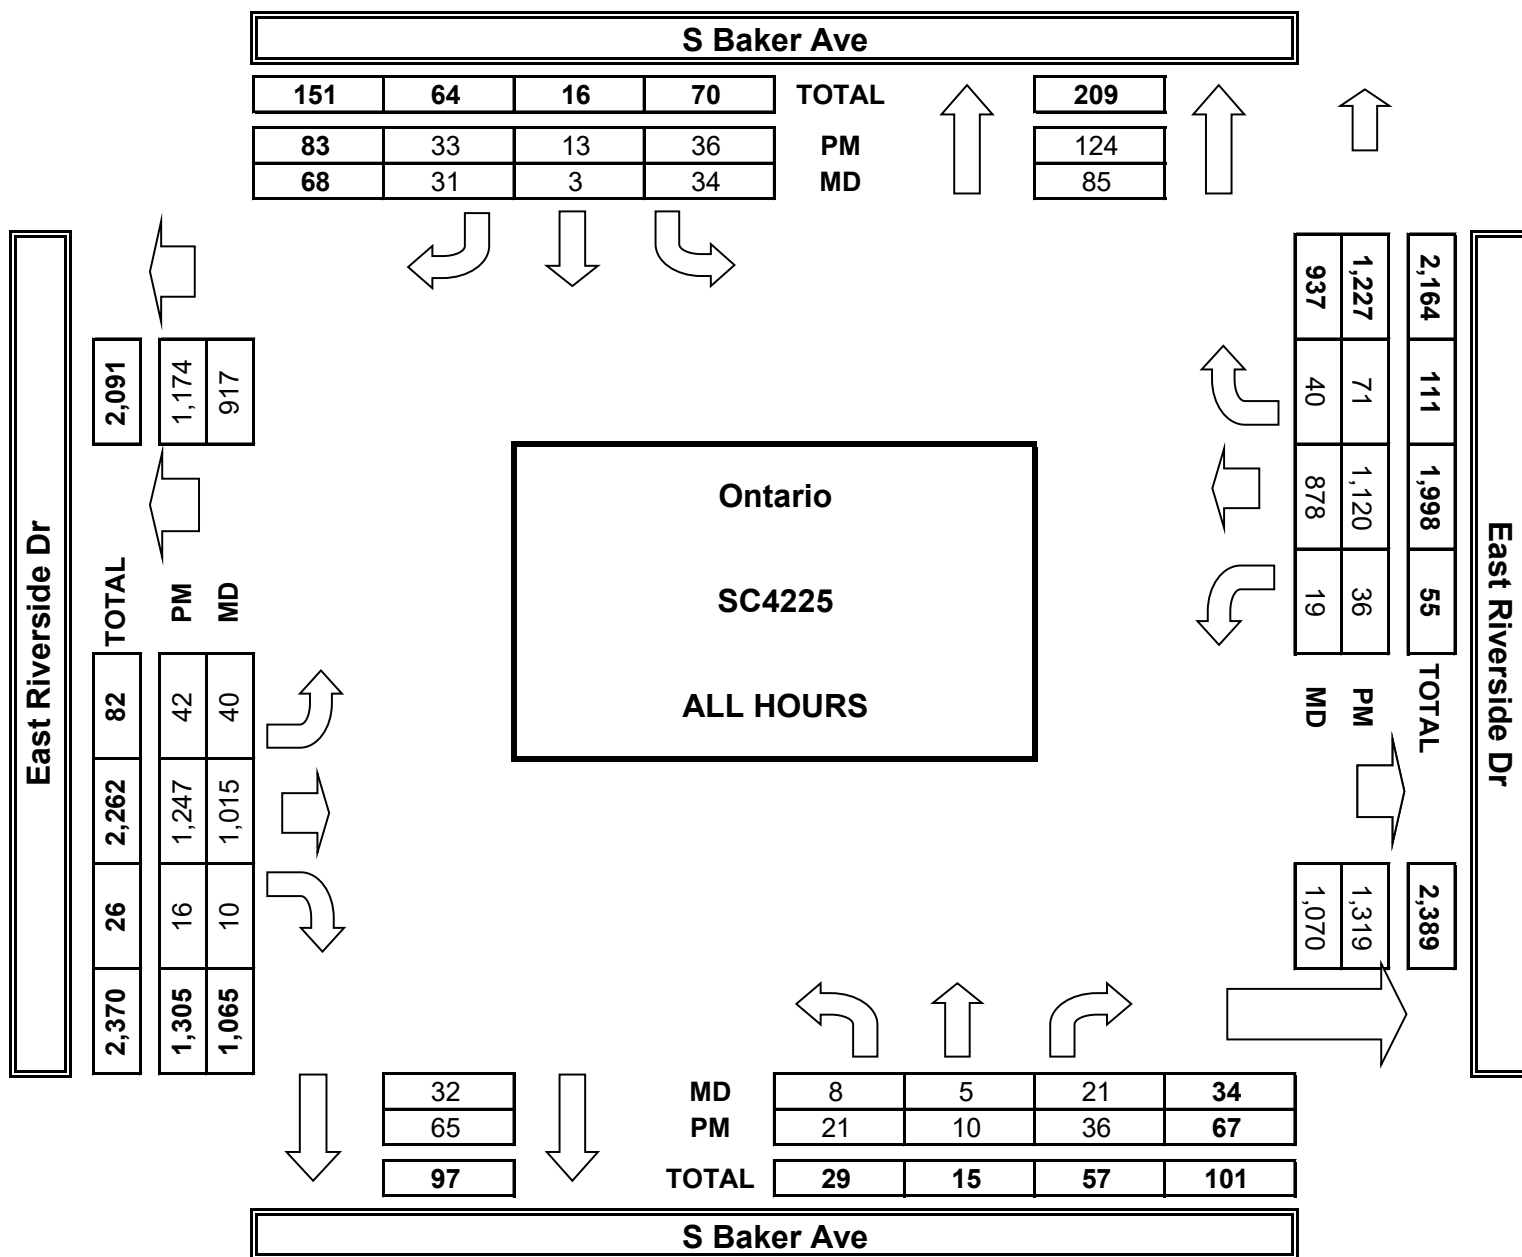 S Baker Ave
151 64 16 70 TOTAL 209
83 33 13 36 PM 124
68 31 3 34 MD 85
East Riverside Dr
2,091 1,174 917
TOTAL PM MD
82 42 40
2,262 1,247 1,015
26 16 10
2,370 1,305 1,065
Ontario
SC4225
ALL HOURS
937 1,227 2,164
40 71 111
878 1,120 1,998
19 36 55
MD PM TOTAL
1,070 1,319 2,389
East Riverside Dr
32 MD 8 5 21 34
65 PM 21 10 36 67
97 TOTAL 29 15 57 101
S Baker Ave